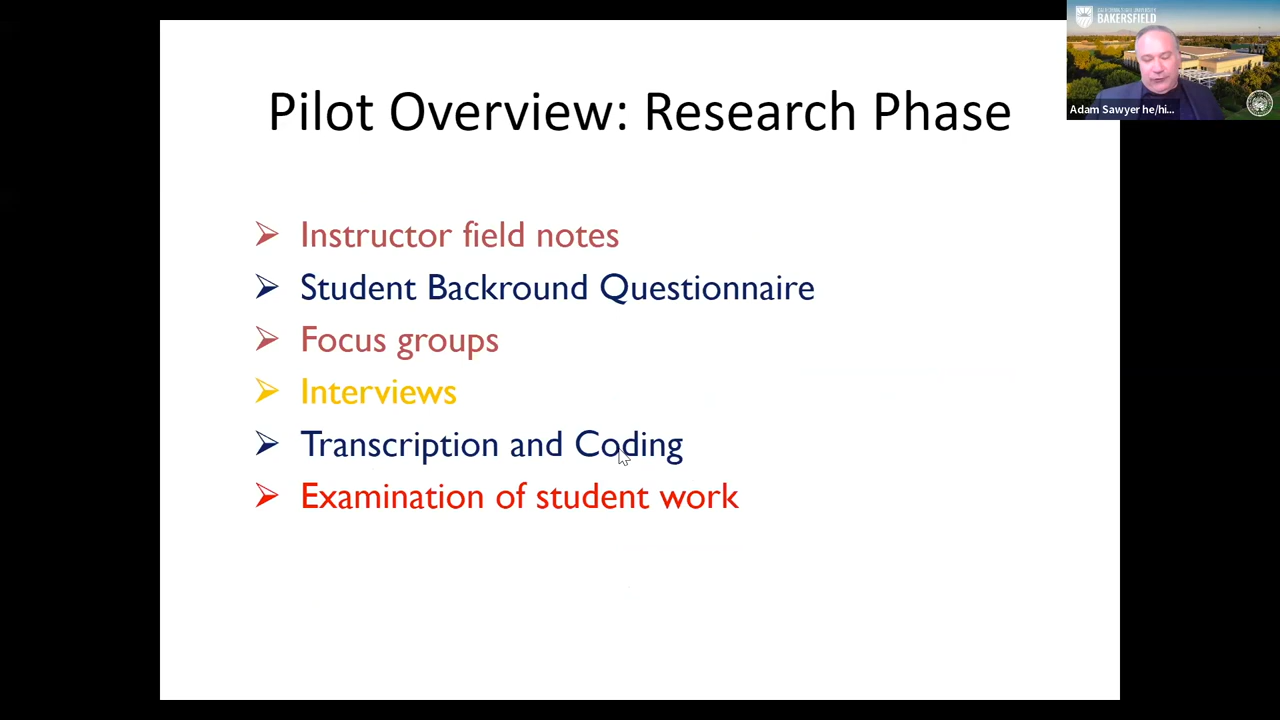 Pilot Overview: Research Phase
Instructor field notes
Student Backround Questionnaire
Focus groups
Interviews
Transcription and Coding
Examination of student work
BAKERSFIELD
Adam Sawyer he/hi...